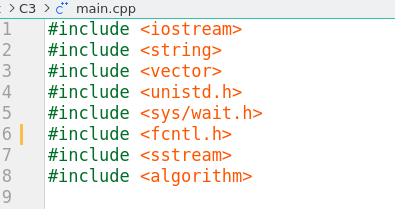 C3 > main.cpp
1 #include <iostream>
2 #include <string>
3 #include <vector>
4 #include <unistd.h>
5 #include <sys/wait.h>
6 #include <fcntl.h>
7 #include <sstream>
8 #include <algorithm>
9